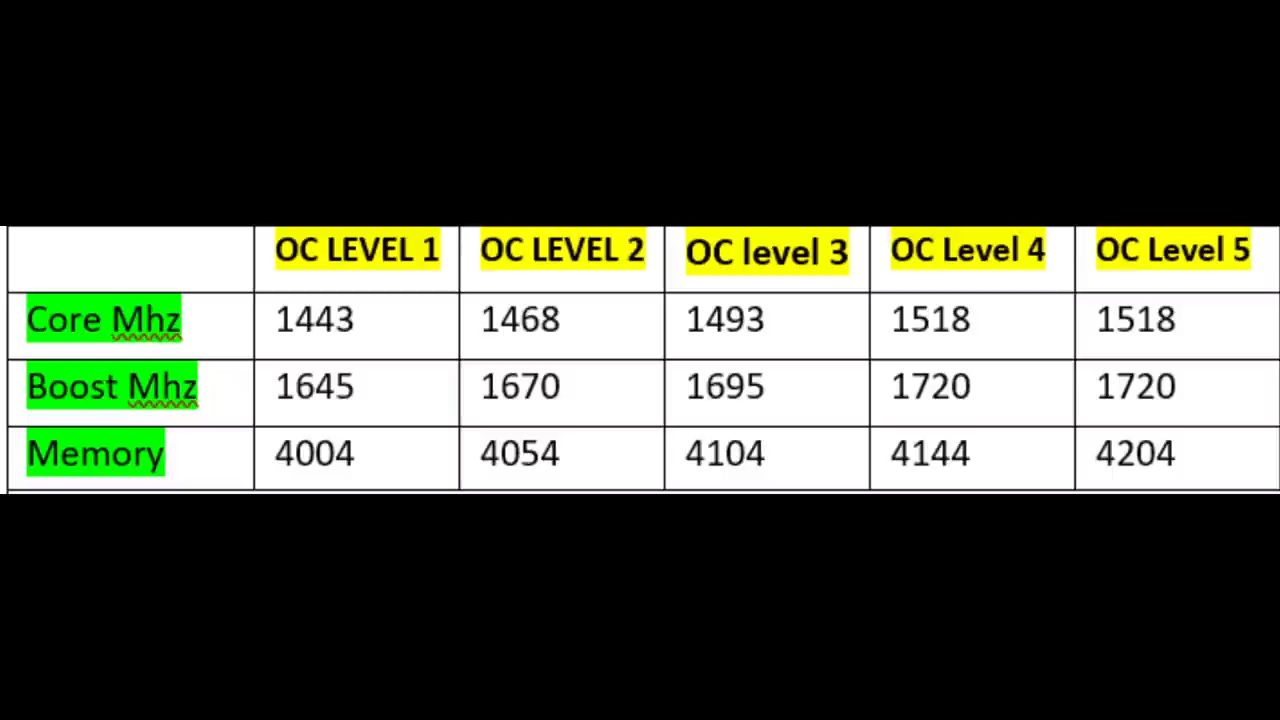 OC LEVEL 1 OC LEVEL 2 OC level 3 OC Level 4 OC Level 5
Core Mhz 1443 1468 1493 1518 1518
Boost Mhz 1645 1670 1695 1720 1720
Memory 4004 4054 4104 4144 4204